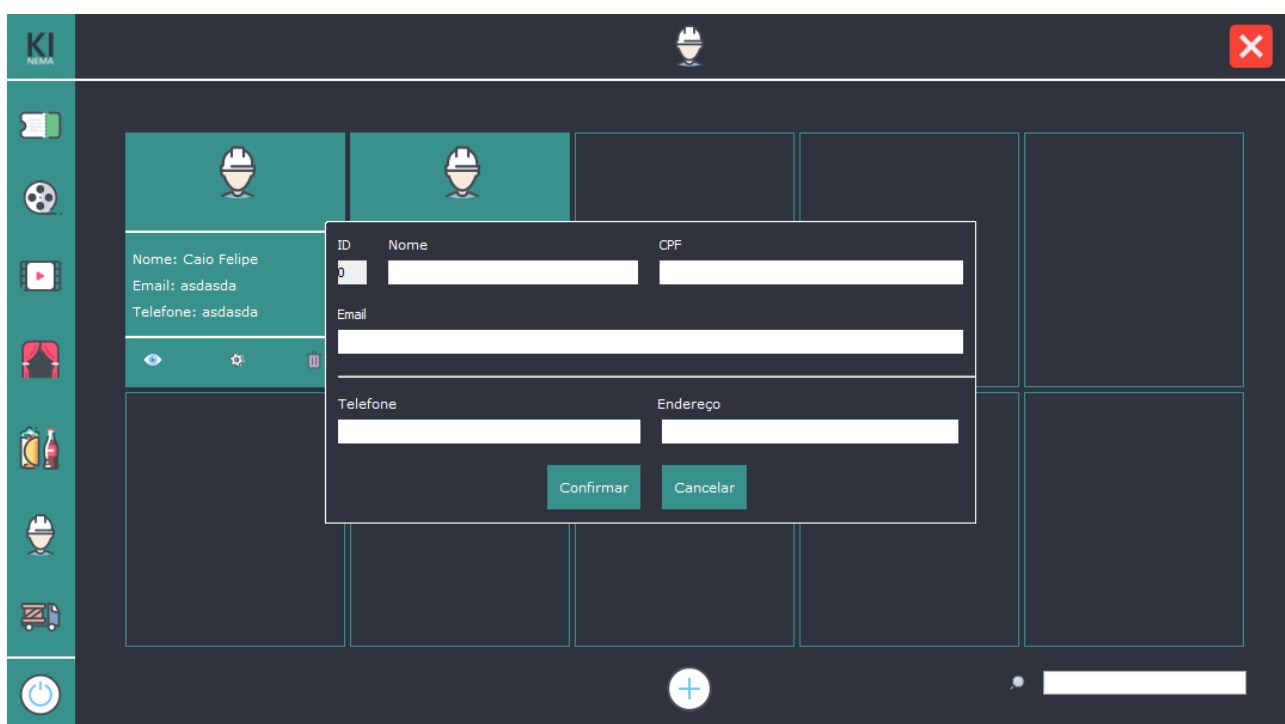 KI
NEMA
Nome: Caio Felipe
Email: asdasda
Telefone: asdasda
ID Nome CPF
0
Email
Telefone Endereço
Confirmar Cancelar